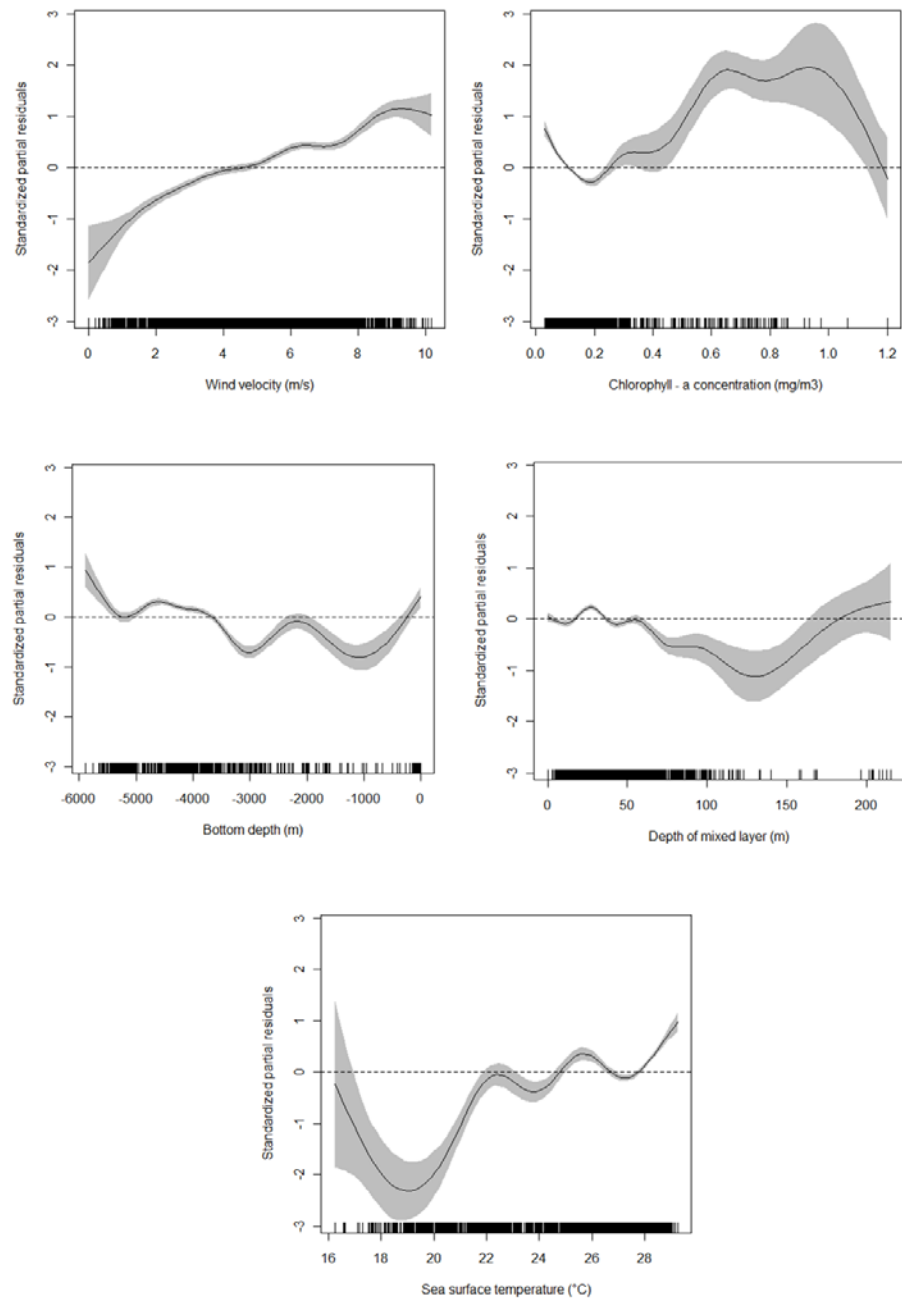 3
2
1
0
-1
-2
-3
Standardized partial residuals
0 2 4 6 8 10
Wind velocity (m/s)
3
2
1
0
-1
-2
-3
Standardized partial residuals
0.0 0.2 0.4 0.6 0.8 1.0 1.2
Chlorophyll - a concentration (mg/m3)
3
2
1
0
-1
-2
-3
Standardized partial residuals
-6000 -5000 -4000 -3000 -2000 -1000 0
Bottom depth (m)
3
2
1
0
-1
-2
-3
Standardized partial residuals
0 50 100 150 200
Depth of mixed layer (m)
3
2
1
0
-1
-2
-3
Standardized partial residuals
16 18 20 22 24 26 28
Sea surface temperature (°C)